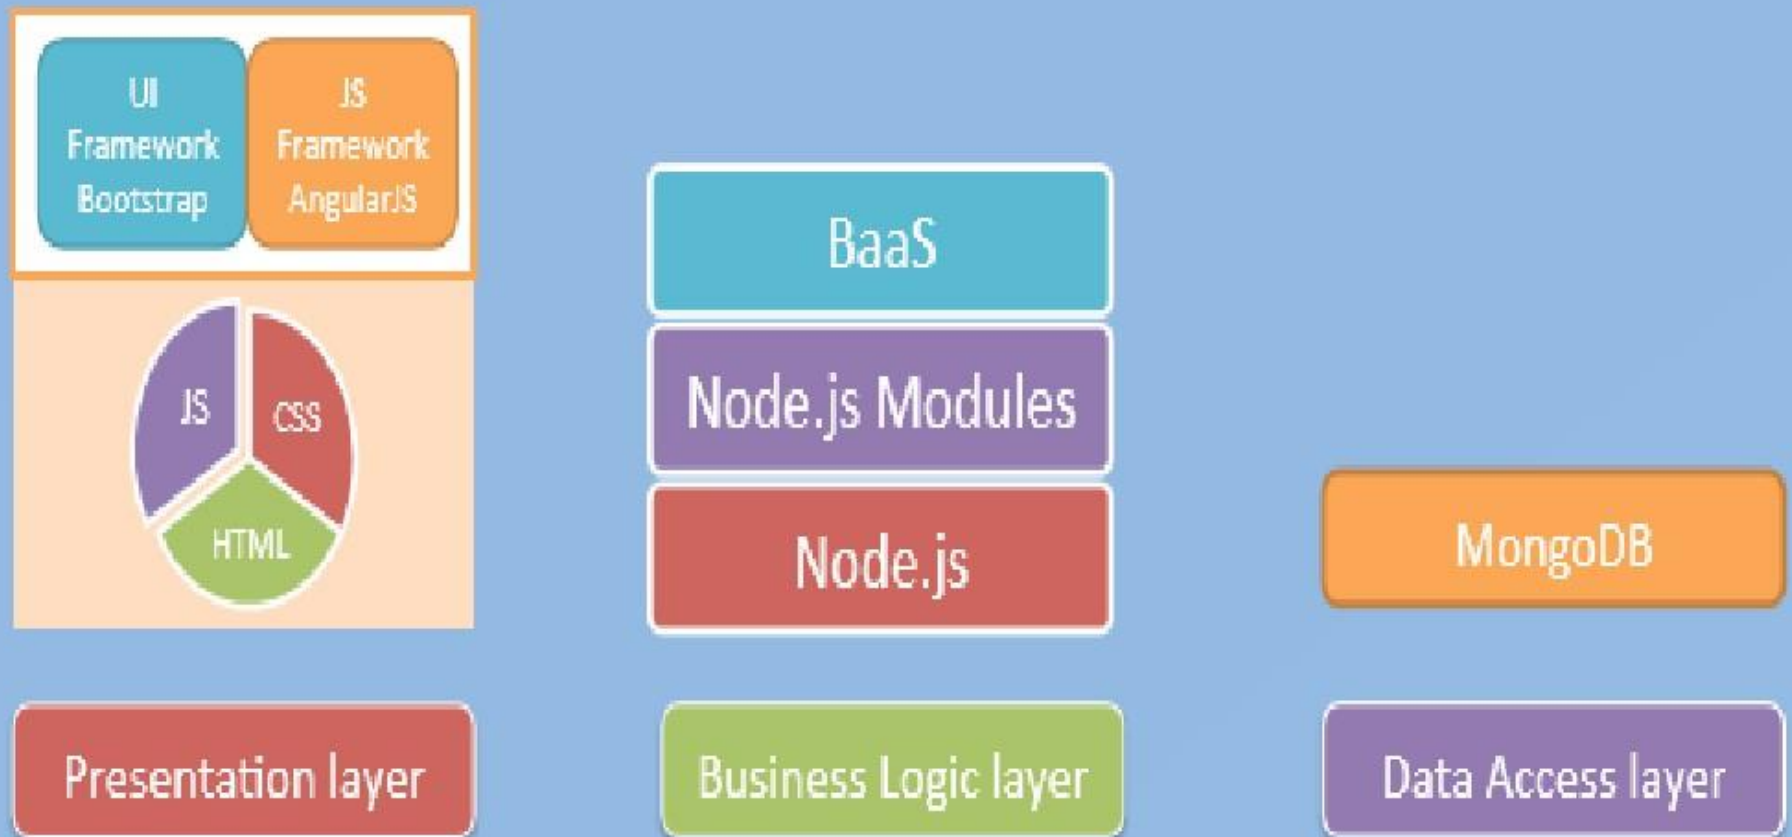 UI
Framework
Bootstrap
JS
Framework
AngularJS
JS
CSS
HTML
BaaS
Node.js Modules
Node.js
MongoDB
Presentation layer
Business Logic layer
Data Access layer